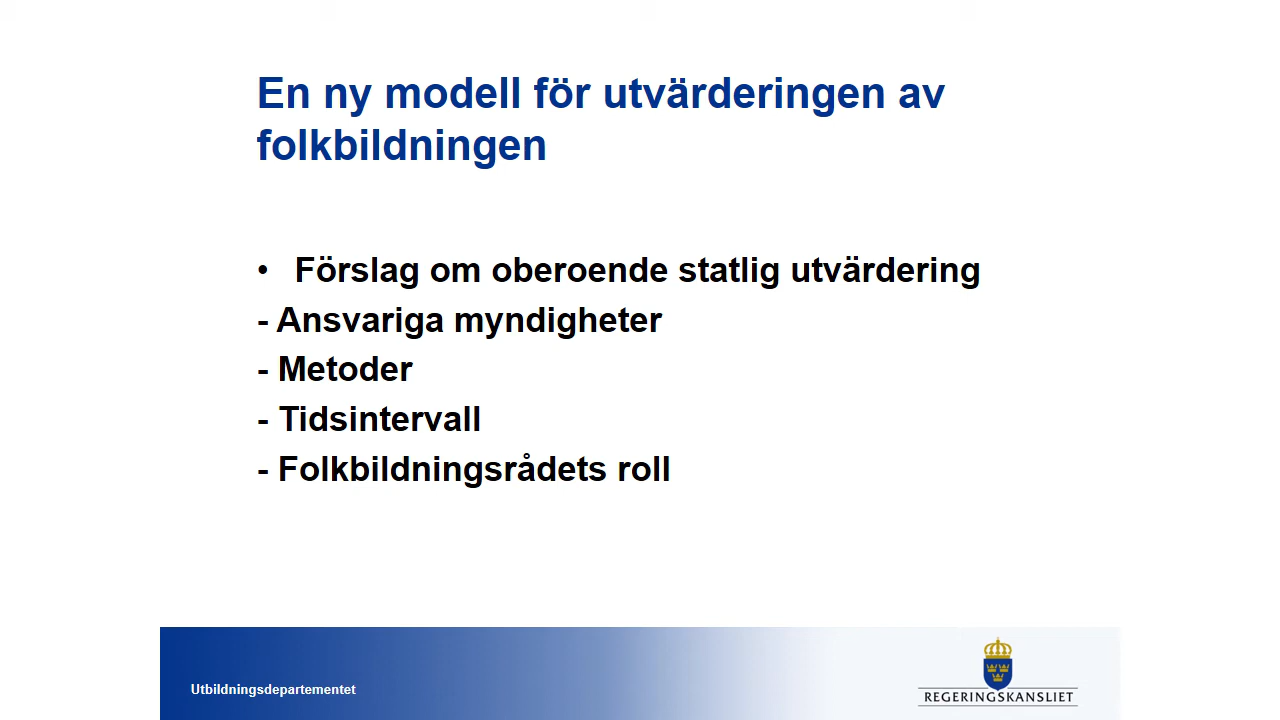 En ny modell för utvärderingen av
folkbildningen
• Förslag om oberoende statlig utvärdering
- Ansvariga myndigheter
- Metoder
- Tidsintervall
- Folkbildningsrådets roll
Utbildningsdepartementet
REGERINGSKANSLIET